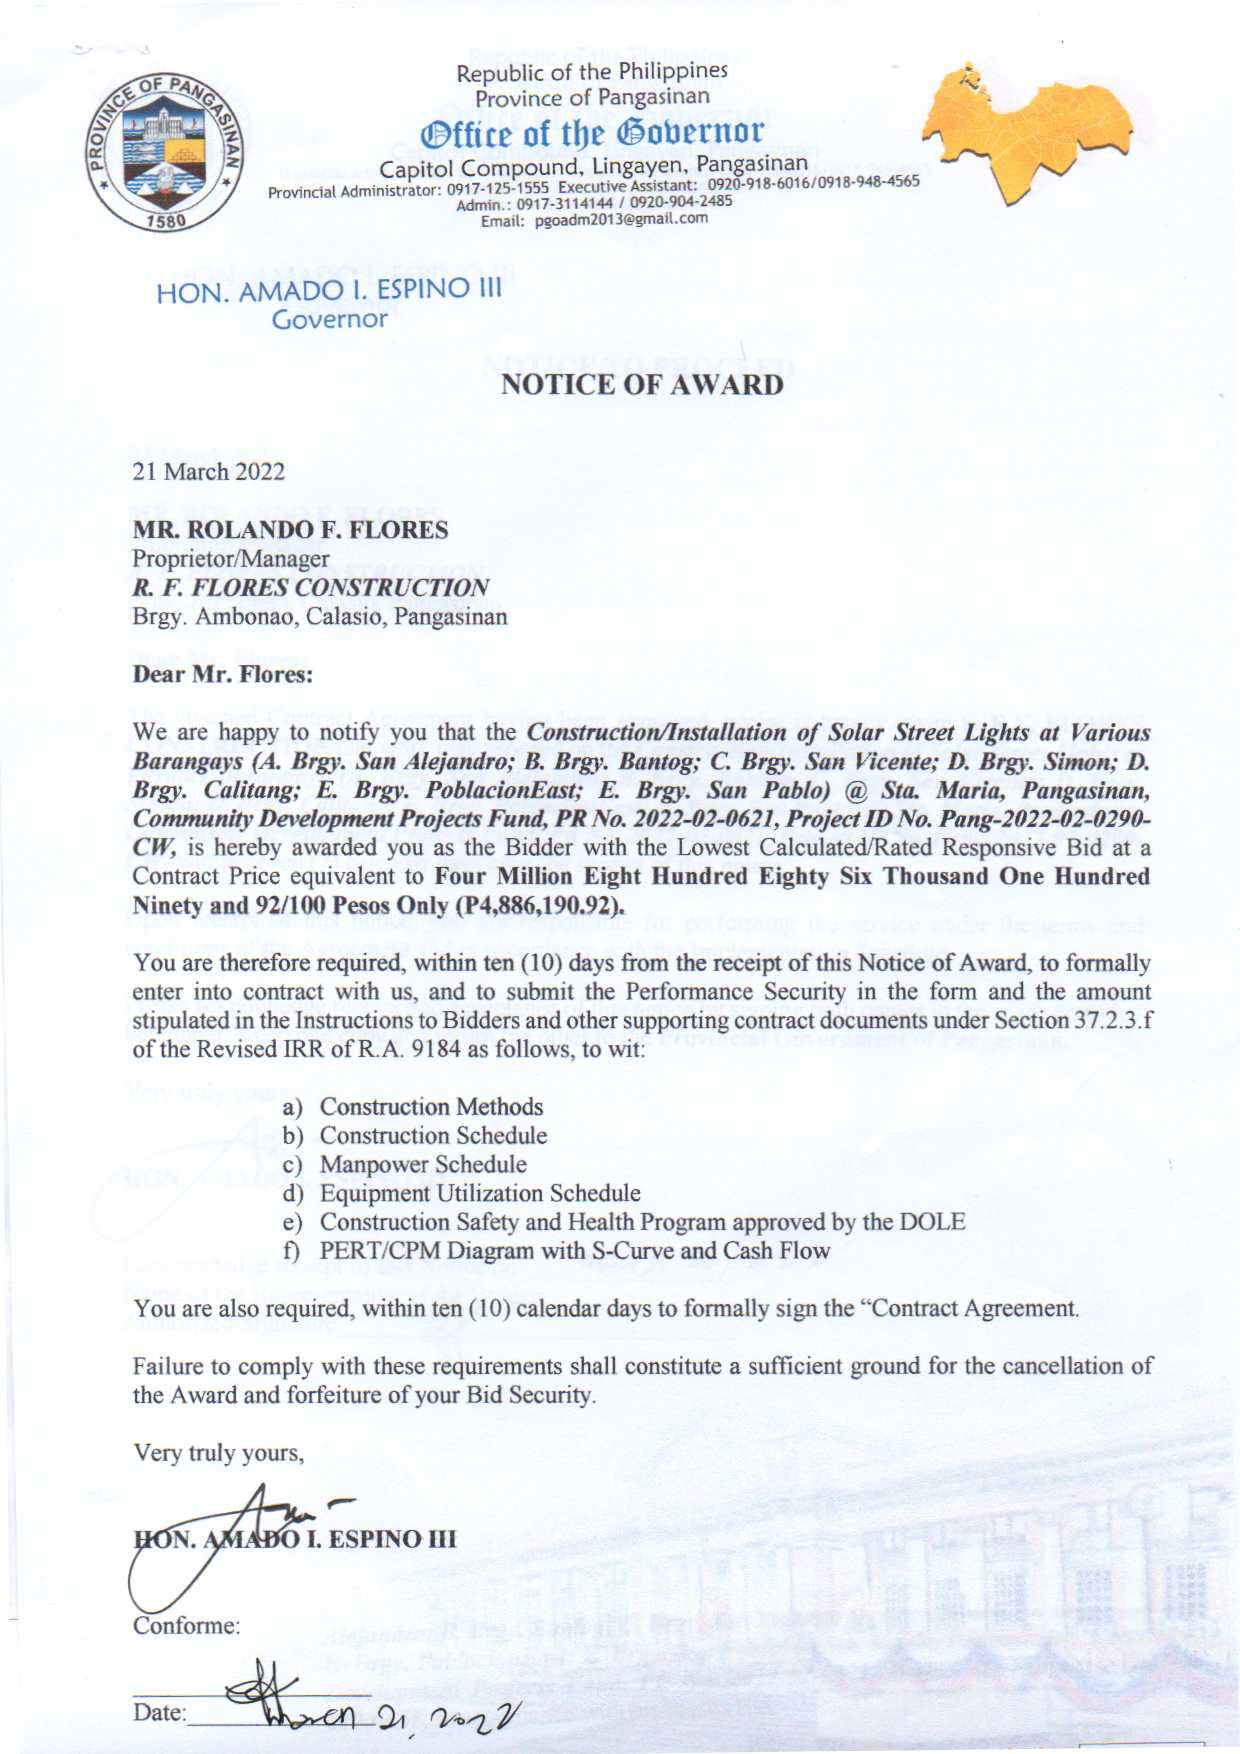 PROVINCE OF PANGASINAN
1580
Republic of the Philippines
Province of Pangasinan
Office of the Governor
Capitol Compound, Lingayen, Pangasinan
Provincial Administrator: 0917-125-1555 Executive Assistant: 0920-918-6016/0918-948-4565
Admin.: 0917-3114144 / 0920-904-2485
Email: pgoadm2013@gmail.com
HON. AMADO I. ESPINO III
Governor
NOTICE OF AWARD
21 March 2022
MR. ROLANDO F. FLORES
Proprietor/Manager
R. F. FLORES CONSTRUCTION
Brgy. Ambonao, Calasio, Pangasinan
Dear Mr. Flores:
We are happy to notify you that the Construction/Installation of Solar Street Lights at Various
Barangays (A. Brgy. San Alejandro; B. Brgy. Bantog; C. Brgy. San Vicente; D. Brgy. Simon; D.
Brgy. Calitang; E. Brgy. PoblacionEast; E. Brgy. San Pablo) @ Sta. Maria, Pangasinan,
Community Development Projects Fund, PR No. 2022-02-0621, Project ID No. Pang-2022-02-0290-
CW, is hereby awarded you as the Bidder with the Lowest Calculated/Rated Responsive Bid at a
Contract Price equivalent to Four Million Eight Hundred Eighty Six Thousand One Hundred
Ninety and 92/100 Pesos Only (P4,886,190.92).
You are therefore required, within ten (10) days from the receipt of this Notice of Award, to formally
enter into contract with us, and to submit the Performance Security in the form and the amount
stipulated in the Instructions to Bidders and other supporting contract documents under Section 37.2.3.f
of the Revised IRR of R.A. 9184 as follows, to wit:
a) Construction Methods
b) Construction Schedule
c) Manpower Schedule
d) Equipment Utilization Schedule
e) Construction Safety and Health Program approved by the DOLE
f) PERT/CPM Diagram with S-Curve and Cash Flow
You are also required, within ten (10) calendar days to formally sign the “Contract Agreement.
Failure to comply with these requirements shall constitute a sufficient ground for the cancellation of
the Award and forfeiture of your Bid Security.
Very truly yours,
HON. AMADO I. ESPINO III
Conforme:
Date: March 21, 2022